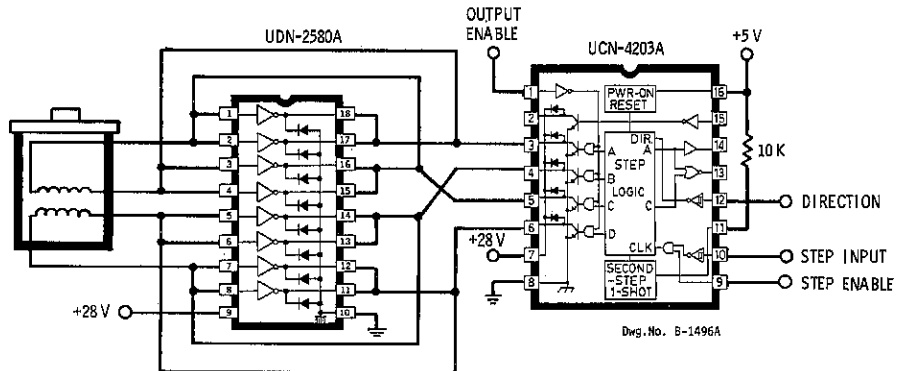 OUTPUT
ENABLE
UDN-2580A
UCN-4203A
+5 V
1
2
3
4
5
6
7
8
9
18
17
16
15
14
13
12
11
10
+28 V
1
2
3
4
5
6
7
8
16
15
14
13
12
11
10
9
PWR-ON
RESET
DIR
A
A
STEP
B
LOGIC
C
C
D
CLK
SECOND
-STEP
1-SHOT
10 K
+28 V
DIRECTION
STEP INPUT
STEP ENABLE
Dwg.No. B-1496A